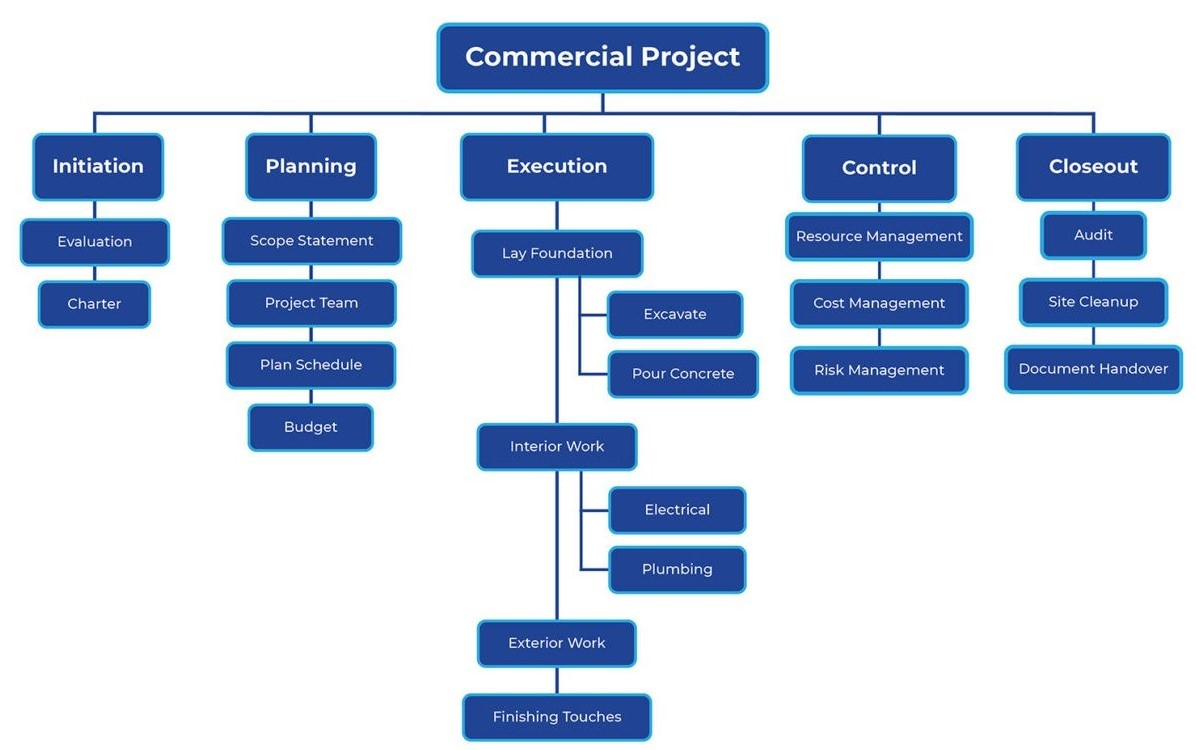 Commercial Project
Initiation
Planning
Execution
Control
Closeout
Evaluation
Charter
Scope Statement
Project Team
Plan Schedule
Budget
Lay Foundation
Excavate
Pour Concrete
Interior Work
Electrical
Plumbing
Exterior Work
Finishing Touches
Resource Management
Cost Management
Risk Management
Audit
Site Cleanup
Document Handover